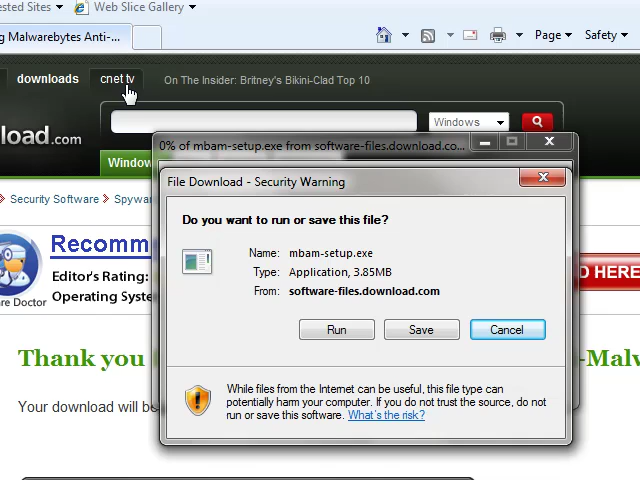 ested Sites
Web Slice Gallery
g Malwarebytes Anti-...
Page
Safety
downloads
cnet tv
On The Insider: Britney's Bikini-Clad Top 10
load.com
Windows
Window
0% of mbam-setup.exe from software-files.download.co...
File Download - Security Warning
Security Software
Spywar
Do you want to run or save this file?
Recomm
Name: mbam-setup.exe
Type: Application, 3.85MB
From: software-files.download.com
D HERE
Editor's Rating:
are Doctor
Operating Syste
Run
Save
Cancel
Thank you
-Malw
Your download will be
While files from the Internet can be useful, this file type can
potentially harm your computer. If you do not trust the source, do not
run or save this software. What's the risk?